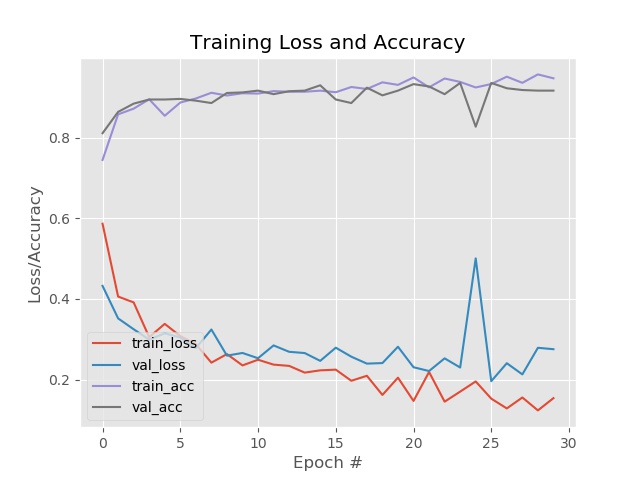 Training Loss and Accuracy
Loss/Accuracy
0.8
0.6
0.4
0.2
train_loss
val_loss
train_acc
val_acc
0 5 10 15 20 25 30
Epoch #